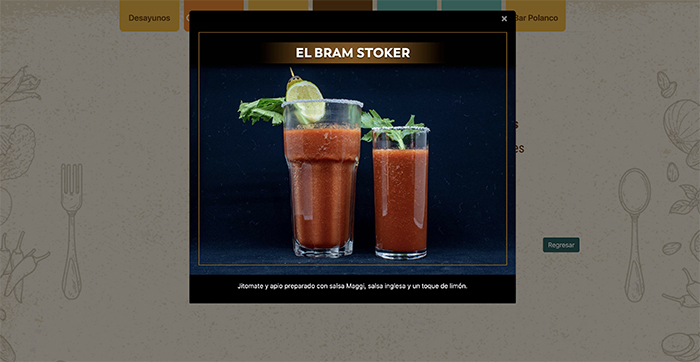 Desayunos
Bar Polanco
×
EL BRAM STOKER
es
Regresar
Jitomate y apio preparado con salsa Maggi, salsa inglesa y un toque de limón.